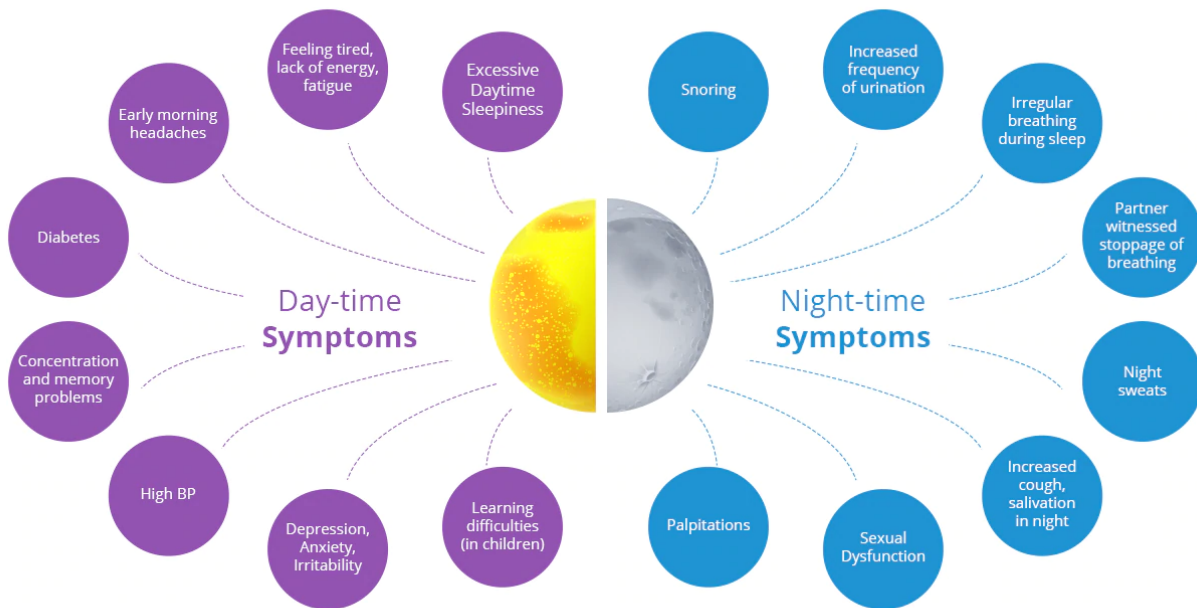 Feeling tired,
lack of energy,
fatigue
Excessive
Daytime
Sleepiness
Early morning
headaches
Diabetes
Day-time
Symptoms
Concentration
and memory
problems
High BP
Depression,
Anxiety,
Irritability
Learning
difficulties
(in children)
Snoring
Increased
frequency
of urination
Irregular
breathing
during sleep
Partner
witnessed
stoppage of
breathing
Night-time
Symptoms
Night
sweats
Increased
cough,
salivation
in night
Sexual
Dysfunction
Palpitations